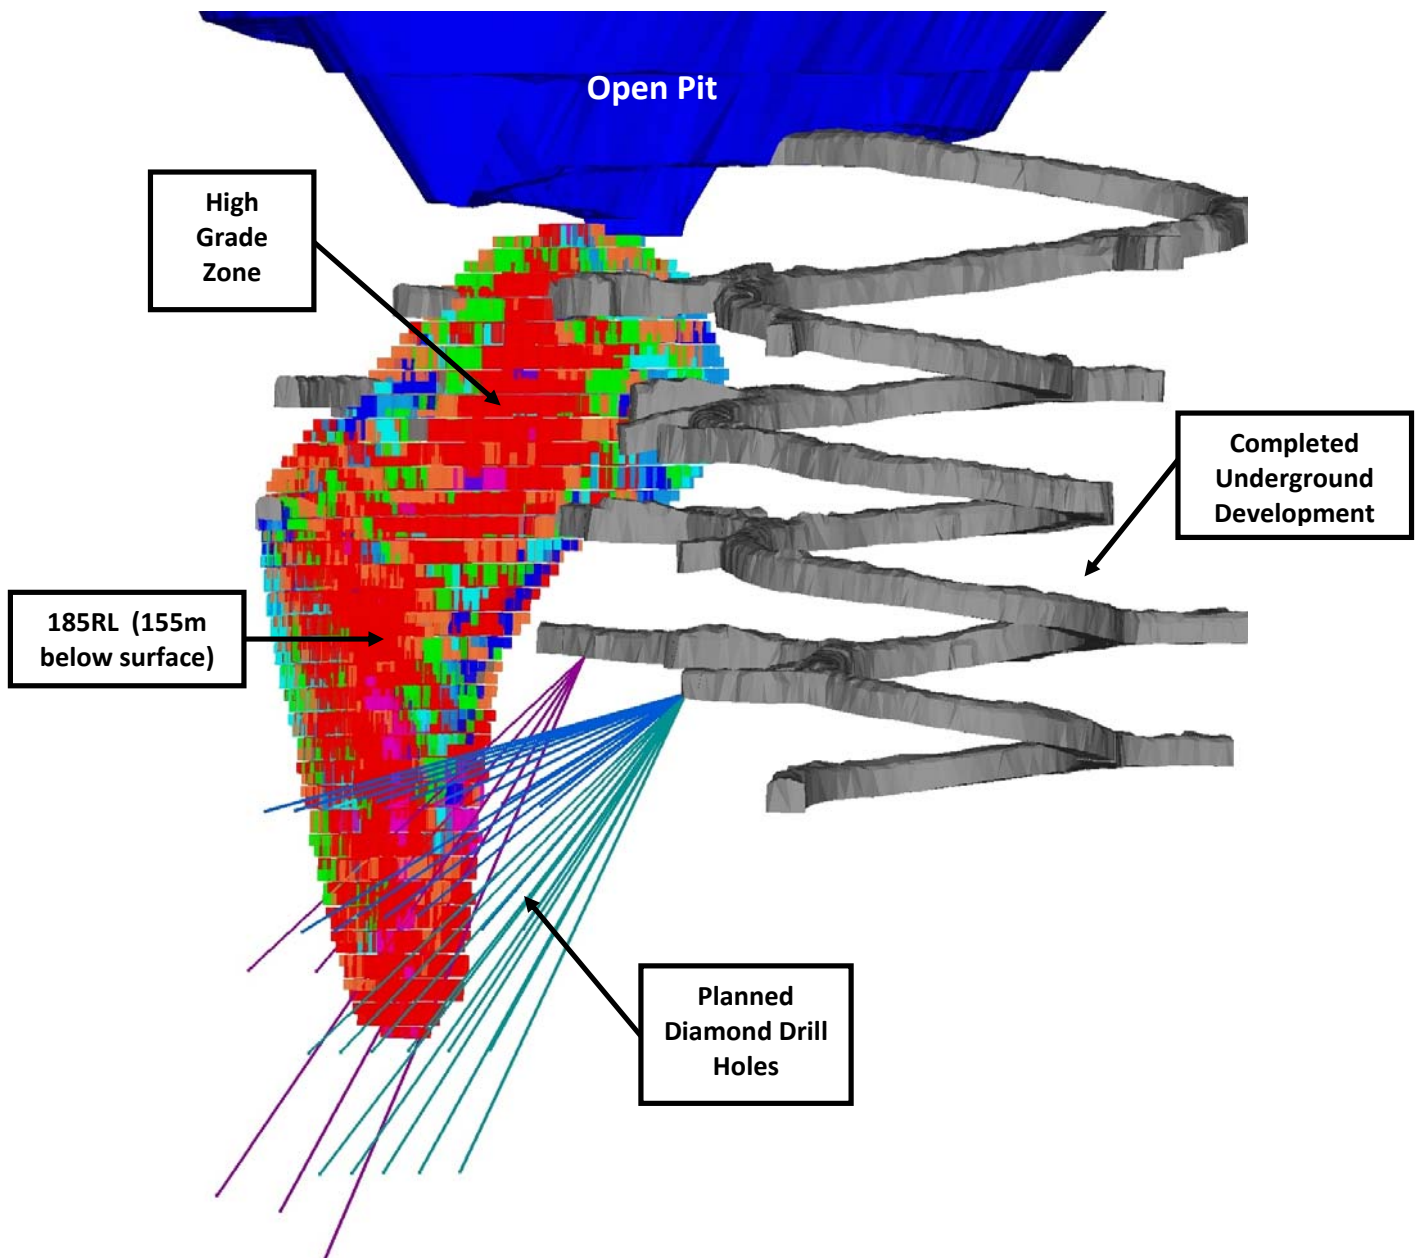 Open Pit
High
Grade
Zone
Completed
Underground
Development
185RL (155m
below surface)
Planned
Diamond Drill
Holes